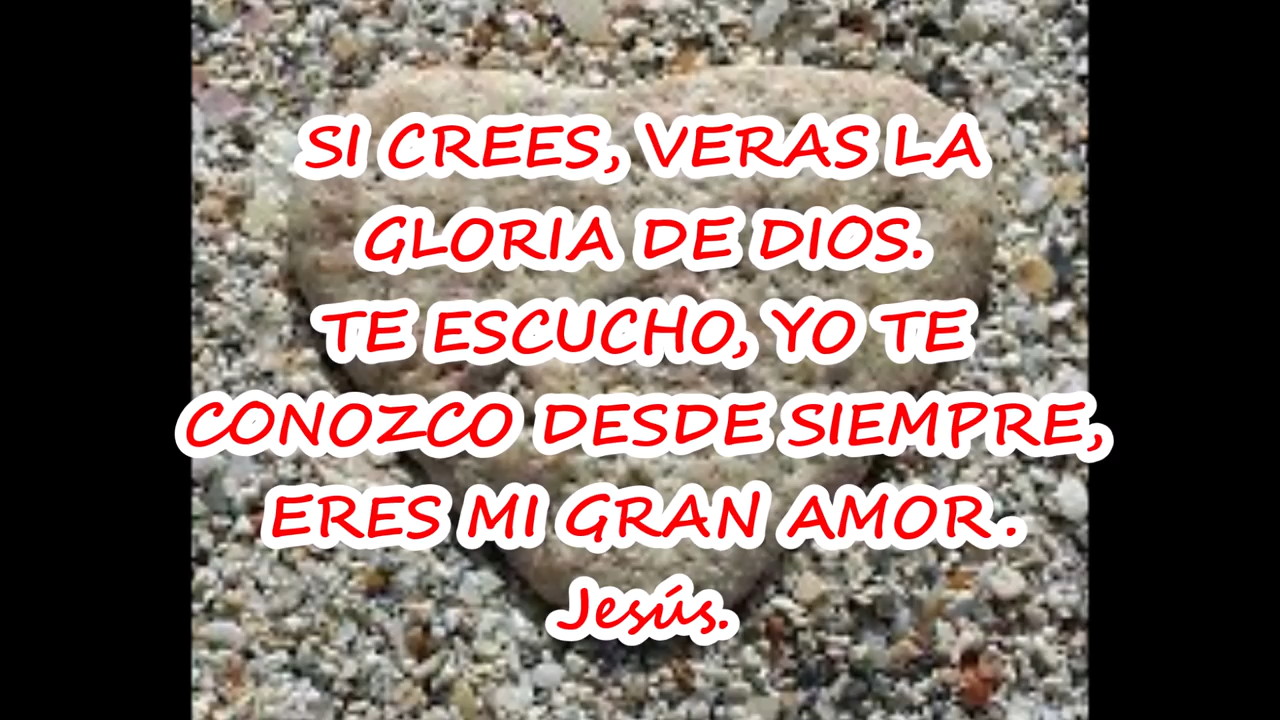 SI CREES, VERAS LA
GLORIA DE DIOS.
TE ESCUCHO, YO TE
CONOZCO DESDE SIEMPRE,
ERES MI GRAN AMOR.
Jesús.